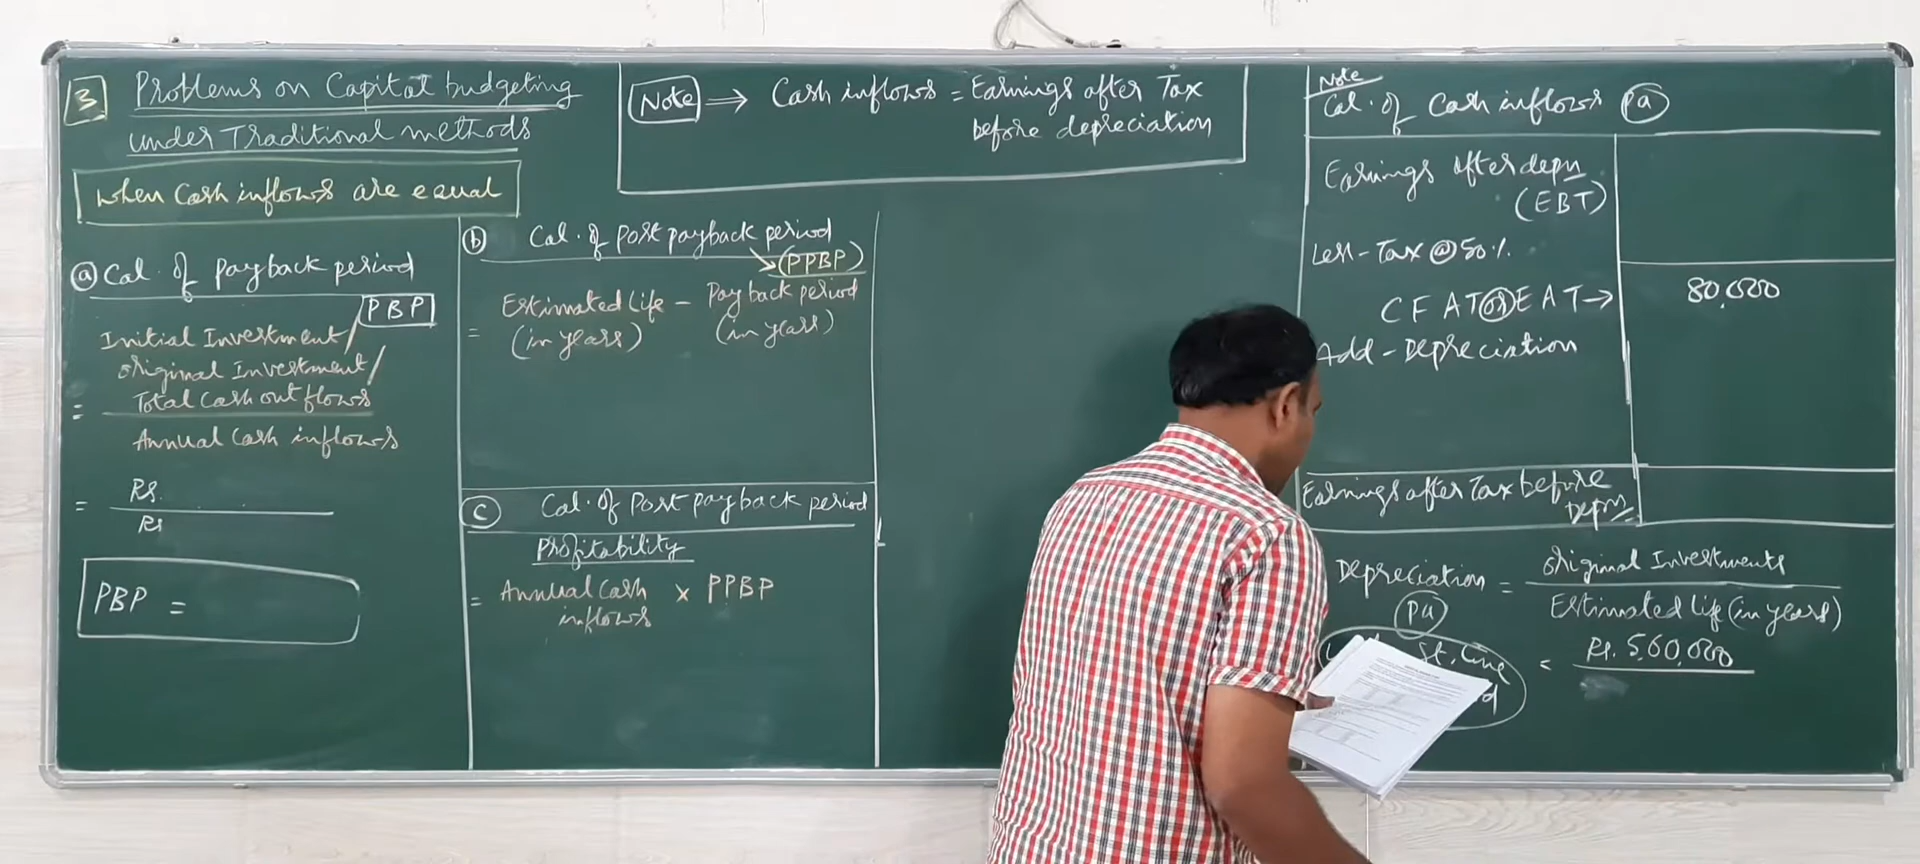 3
Problems on Capital budgeting
under Traditional methods
when Cash inflows are equal
a Cal. of payback period
PBP
Initial Investment/
original Investment/
Total Cash out flows
=
Annual Cash inflows
= Rs.
Rs
PBP =
b Cal. of Post payback period
(PPBP)
= Estimated Life - Pay back period
(in years) (in years)
c Cal. of Post payback period
Profitability
= Annual Cash x PPBP
inflows
Note ⇒ Cash inflows = Earnings after Tax
before depreciation
Note
Cal. of Cash inflows pa
Earnings after depn
(EBT)
Less - Tax @ 50%
CFAT or EAT → 80,000
Add - Depreciation
Earnings after Tax before
Depn
Depreciation = original Investments
pa Estimated life (in years)
St. Line = Rs. 5,60,000